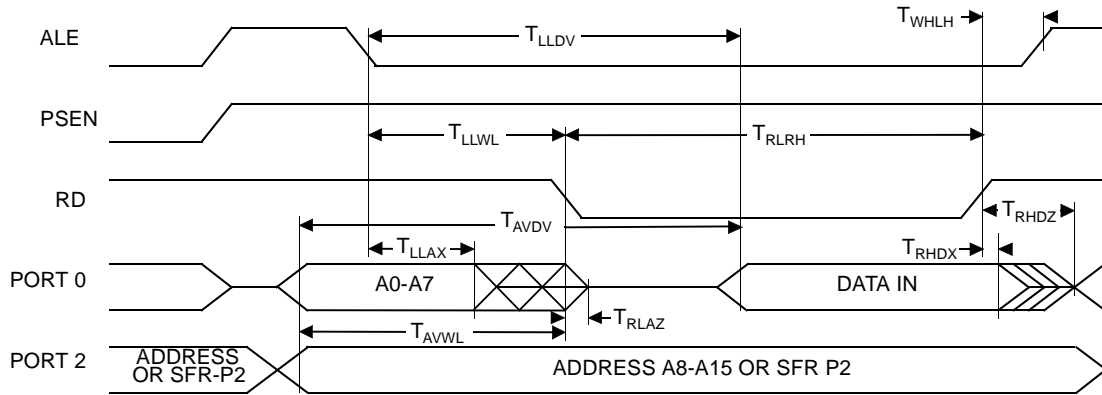 T_WHLH
ALE
T_LLDV
PSEN
T_LLWL
T_RLRH
RD
T_AVDV
T_RHDZ
T_LLAX
T_RHDX
PORT 0
A0-A7
DATA IN
T_RLAZ
T_AVWL
PORT 2
ADDRESS
OR SFR-P2
ADDRESS A8-A15 OR SFR P2